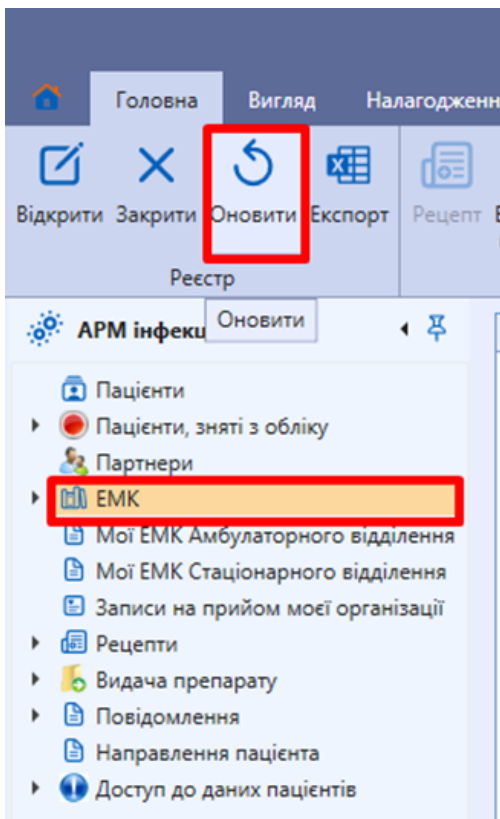 Головна Вигляд Налагодженн
Відкрити Закрити Оновити Експорт Рецепт
Реєстр
Оновити
АРМ інфекц
Пацієнти
Пацієнти, зняті з обліку
Партнери
ЕМК
Мої ЕМК Амбулаторного відділення
Мої ЕМК Стаціонарного відділення
Записи на прийом моєї організації
Рецепти
Видача препарату
Повідомлення
Направлення пацієнта
Доступ до даних пацієнтів